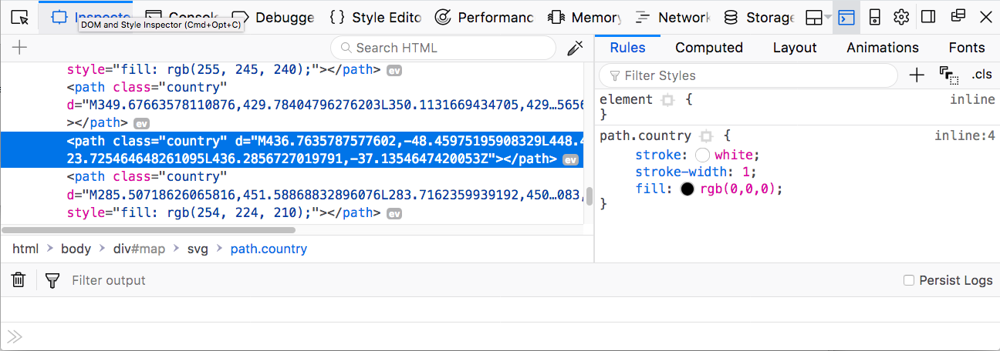 Inspecto Conso Debugge {} Style Edito Performanc Memory Network Storage
DOM and Style Inspector (Cmd+Opt+C)
Search HTML
Rules Computed Layout Animations Fonts
style="fill: rgb(255, 245, 240);"></path> ev
Filter Styles
.cls
<path class="country"
d="M349.67663578110876,429.78404796276203L350.1131669434705,429…5656
></path> ev
<path class="country" d="M436.7635787577602,-48.45975195908329L448.4
23.725464648261095L436.2856727019791,-37.1354647420053Z"></path> ev
<path class="country"
d="M285.50718626065816,451.58868832896076L283.7162359939192,450…083,
style="fill: rgb(254, 224, 210);"></path> ev
element { inline
}
path.country { inline:4
stroke: white;
stroke-width: 1;
fill: rgb(0,0,0);
}
html > body > div#map > svg > path.country
Filter output
Persist Logs